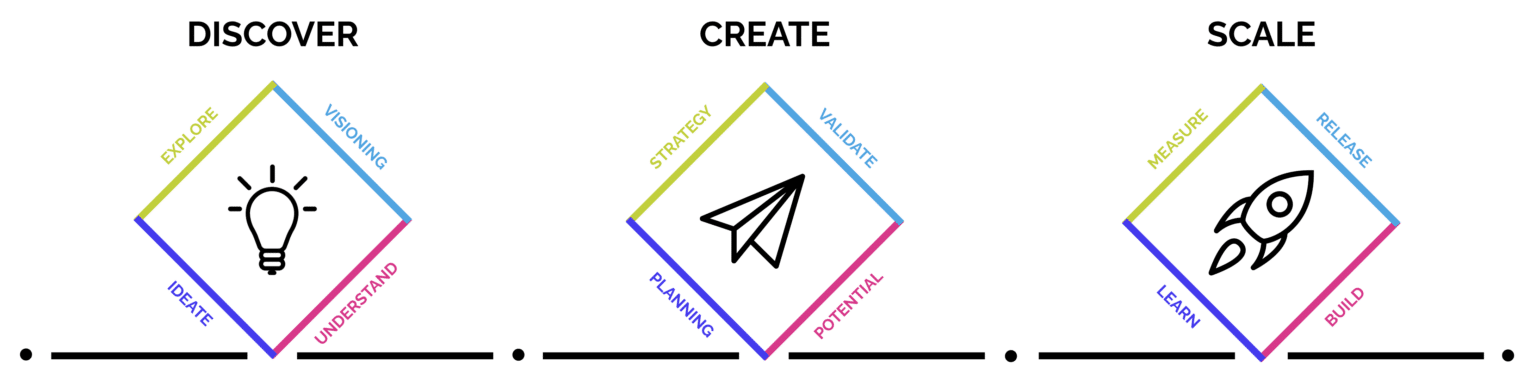 DISCOVER
EXPLORE
VISIONING
IDEATE
UNDERSTAND
CREATE
STRATEGY
VALIDATE
PLANNING
POTENTIAL
SCALE
MEASURE
RELEASE
LEARN
BUILD